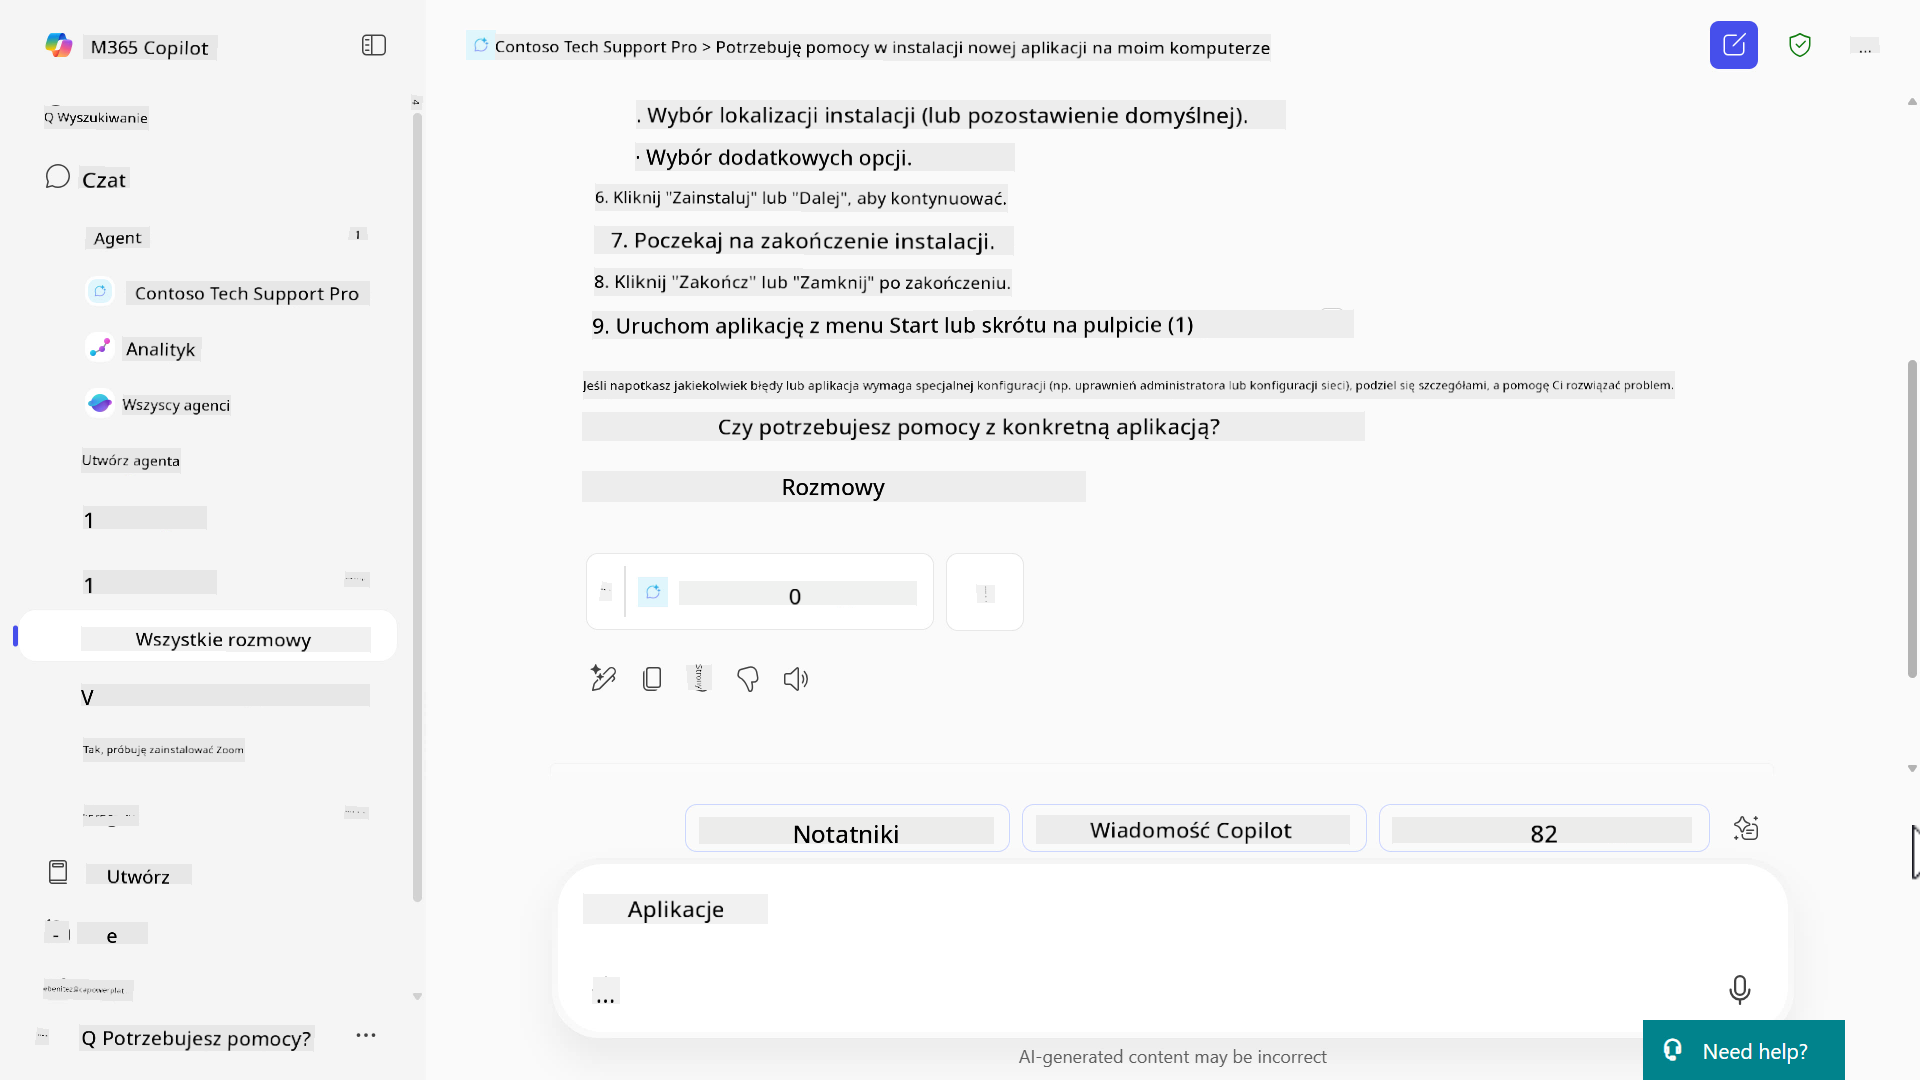 M365 Copilot
Q Wyszukiwanie
Czat
Agent
1
Contoso Tech Support Pro
Analityk
Wszyscy agenci
Utwórz agenta
1
1
Wszystkie rozmowy
V
Tak, próbuję zainstalować Zoom
Utwórz
- e
Q Potrzebujesz pomocy?
...
Contoso Tech Support Pro > Potrzebuję pomocy w instalacji nowej aplikacji na moim komputerze
...
. Wybór lokalizacji instalacji (lub pozostawienie domyślnej).
· Wybór dodatkowych opcji.
6. Kliknij "Zainstaluj" lub "Dalej", aby kontynuować.
7. Poczekaj na zakończenie instalacji.
8. Kliknij "Zakończ" lub "Zamknij" po zakończeniu.
9. Uruchom aplikację z menu Start lub skrótu na pulpicie (1)
Jeśli napotkasz jakiekolwiek błędy lub aplikacja wymaga specjalnej konfiguracji (np. uprawnień administratora lub konfiguracji sieci), podziel się szczegółami, a pomogę Ci rozwiązać problem.
Czy potrzebujesz pomocy z konkretną aplikacją?
Rozmowy
0
!
Strony!
Notatniki
Wiadomość Copilot
82
Aplikacje
...
AI-generated content may be incorrect
Need help?